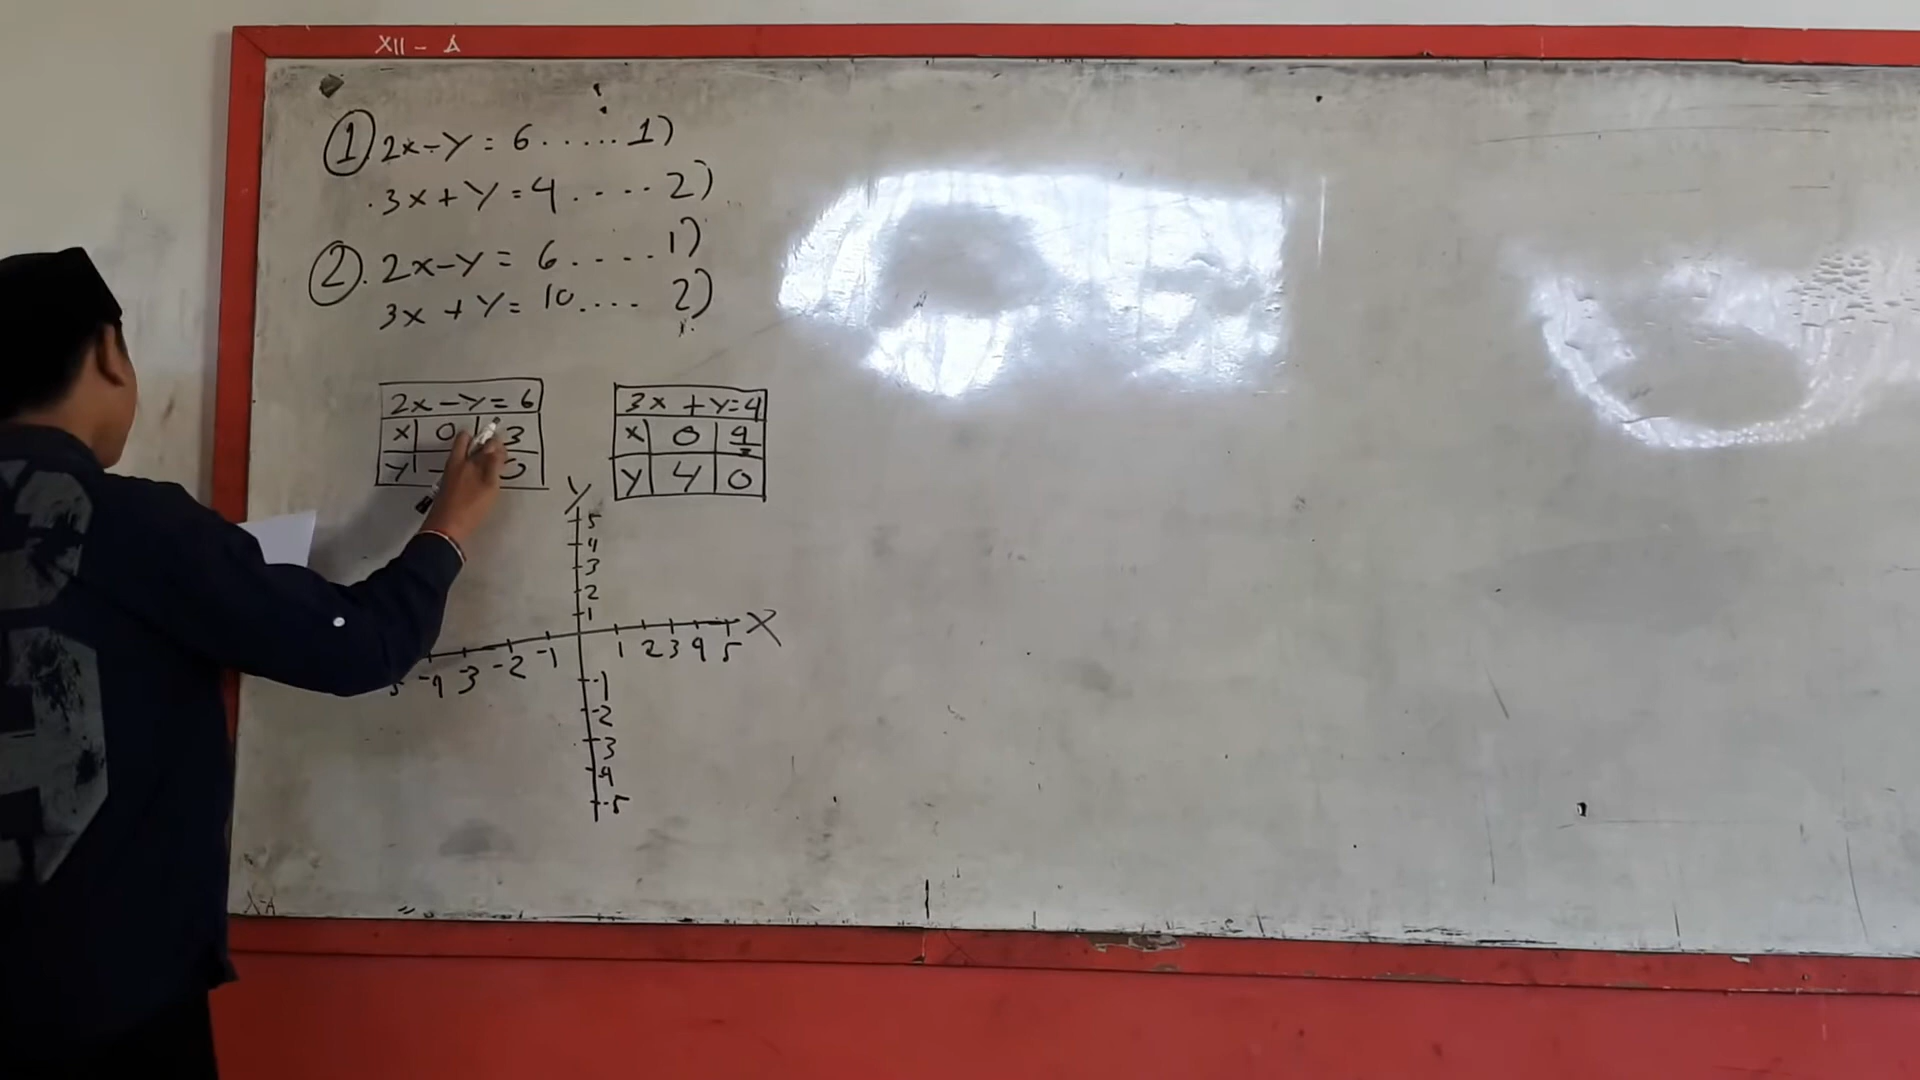 XII - A
① 2x-y = 6.....1)
3x + y = 4....2)
②. 2x-y = 6....1)
3x + y = 10.... 2)
2x - y = 6
x 0 3
y - 0
3x + y = 4
x 0 4/3
y 4 0
y
5
4
3
2
1
X
-5 -4 -3 -2 -1 1 2 3 4 5
-1
-2
-3
-4
-5
X-A